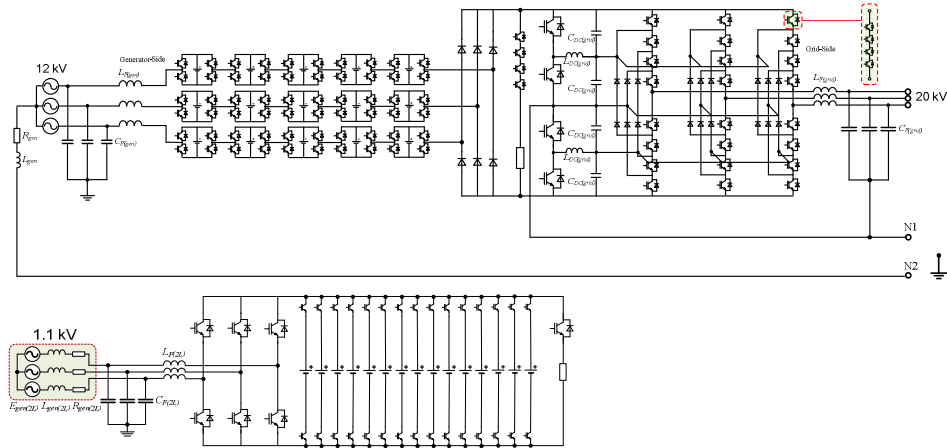 Generator-Side
12 kV
L_F(gen)
R_gen
L_gen
C_F(gen)
C_DC(grid)
L_DC(grid)
C_DC(grid)
C_DC(grid)
L_DC(grid)
C_DC(grid)
Grid-Side
L_F(grid)
20 kV
C_F(grid)
N1
N2
1.1 kV
L_F(2L)
C_F(2L)
E_gen(2L) L_gen(2L) R_gen(2L)